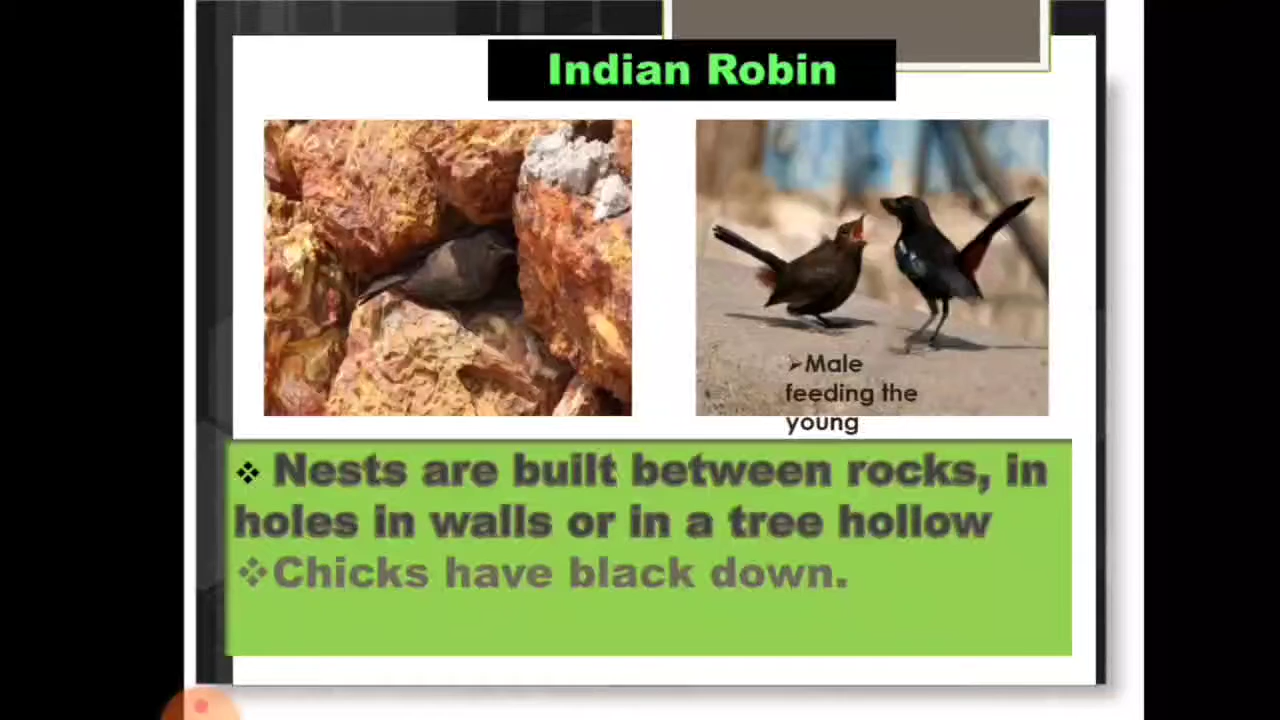 Indian Robin
➢Male
feeding the
young
❖ Nests are built between rocks, in
holes in walls or in a tree hollow
❖Chicks have black down.